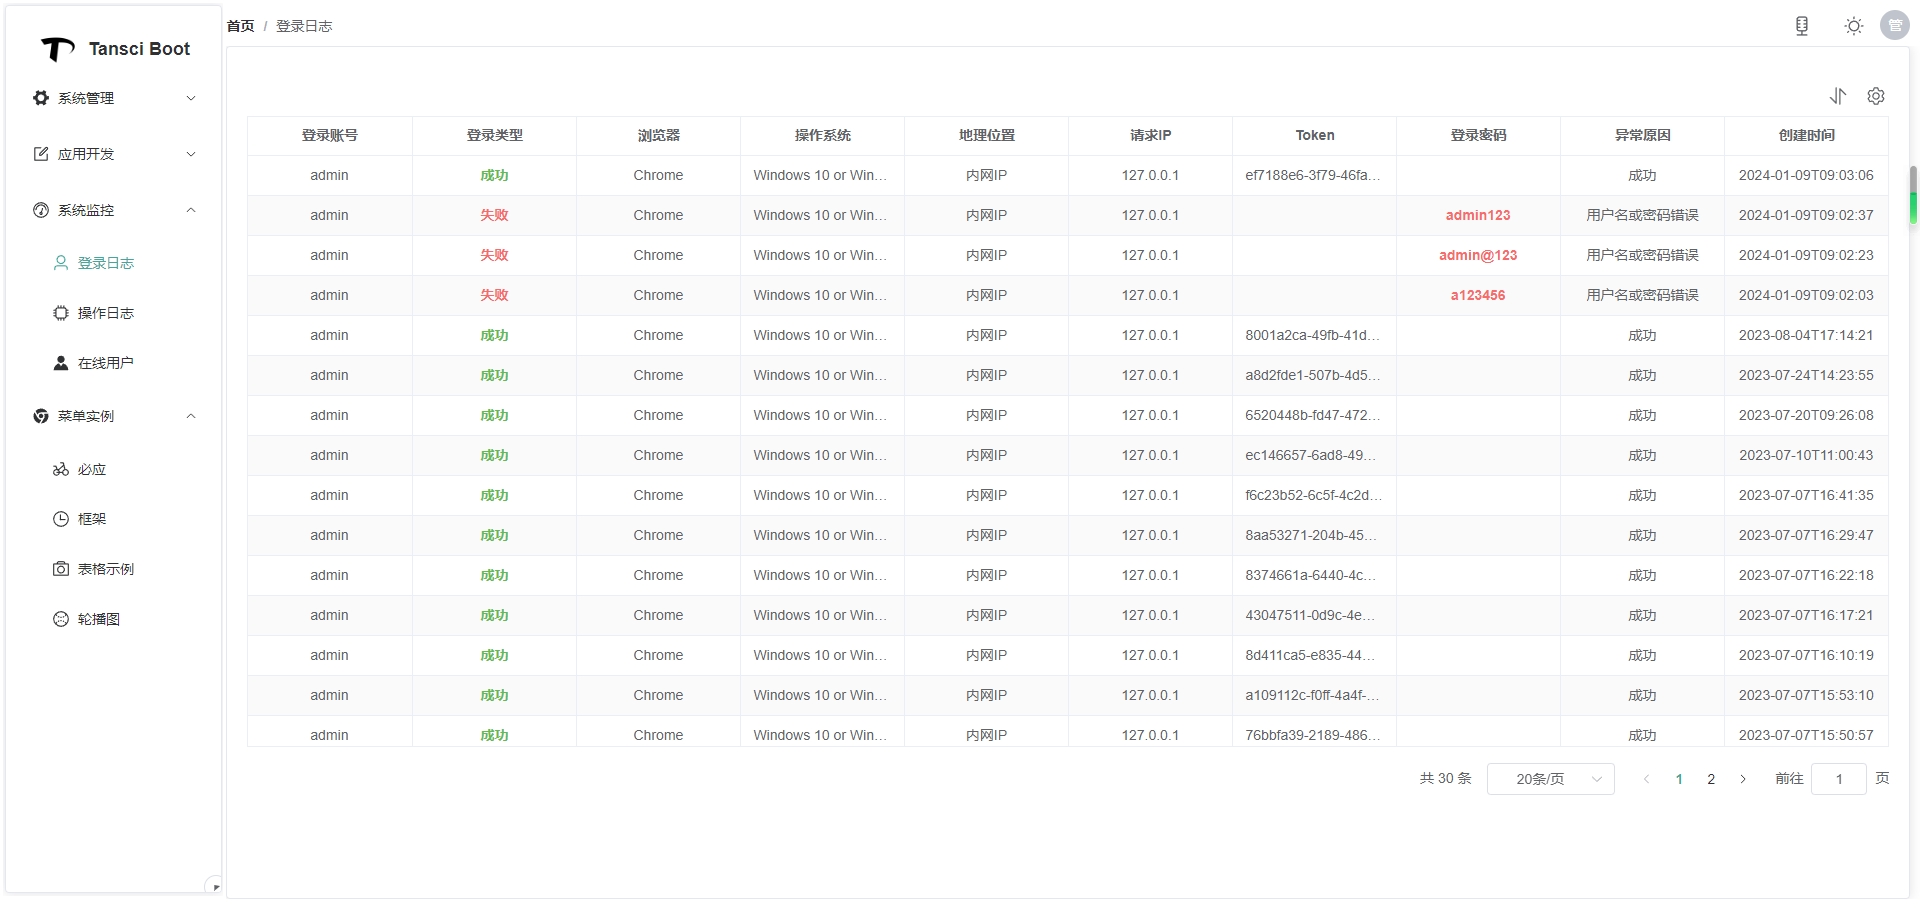 Tansci Boot
系统管理
应用开发
系统监控
登录日志
操作日志
在线用户
菜单实例
必应
框架
表格示例
轮播图
首页 / 登录日志
管
登录账号 登录类型 浏览器 操作系统 地理位置 请求IP Token 登录密码 异常原因 创建时间
admin 成功 Chrome Windows 10 or Win... 内网IP 127.0.0.1 ef7188e6-3f79-46fa... 成功 2024-01-09T09:03:06
admin 失败 Chrome Windows 10 or Win... 内网IP 127.0.0.1 admin123 用户名或密码错误 2024-01-09T09:02:37
admin 失败 Chrome Windows 10 or Win... 内网IP 127.0.0.1 admin@123 用户名或密码错误 2024-01-09T09:02:23
admin 失败 Chrome Windows 10 or Win... 内网IP 127.0.0.1 a123456 用户名或密码错误 2024-01-09T09:02:03
admin 成功 Chrome Windows 10 or Win... 内网IP 127.0.0.1 8001a2ca-49fb-41d... 成功 2023-08-04T17:14:21
admin 成功 Chrome Windows 10 or Win... 内网IP 127.0.0.1 a8d2fde1-507b-4d5... 成功 2023-07-24T14:23:55
admin 成功 Chrome Windows 10 or Win... 内网IP 127.0.0.1 6520448b-fd47-472... 成功 2023-07-20T09:26:08
admin 成功 Chrome Windows 10 or Win... 内网IP 127.0.0.1 ec146657-6ad8-49... 成功 2023-07-10T11:00:43
admin 成功 Chrome Windows 10 or Win... 内网IP 127.0.0.1 f6c23b52-6c5f-4c2d... 成功 2023-07-07T16:41:35
admin 成功 Chrome Windows 10 or Win... 内网IP 127.0.0.1 8aa53271-204b-45... 成功 2023-07-07T16:29:47
admin 成功 Chrome Windows 10 or Win... 内网IP 127.0.0.1 8374661a-6440-4c... 成功 2023-07-07T16:22:18
admin 成功 Chrome Windows 10 or Win... 内网IP 127.0.0.1 43047511-0d9c-4e... 成功 2023-07-07T16:17:21
admin 成功 Chrome Windows 10 or Win... 内网IP 127.0.0.1 8d411ca5-e835-44... 成功 2023-07-07T16:10:19
admin 成功 Chrome Windows 10 or Win... 内网IP 127.0.0.1 a109112c-f0ff-4a4f-... 成功 2023-07-07T15:53:10
admin 成功 Chrome Windows 10 or Win... 内网IP 127.0.0.1 76bbfa39-2189-486... 成功 2023-07-07T15:50:57
共 30 条 20条/页 1 2 前往 1 页